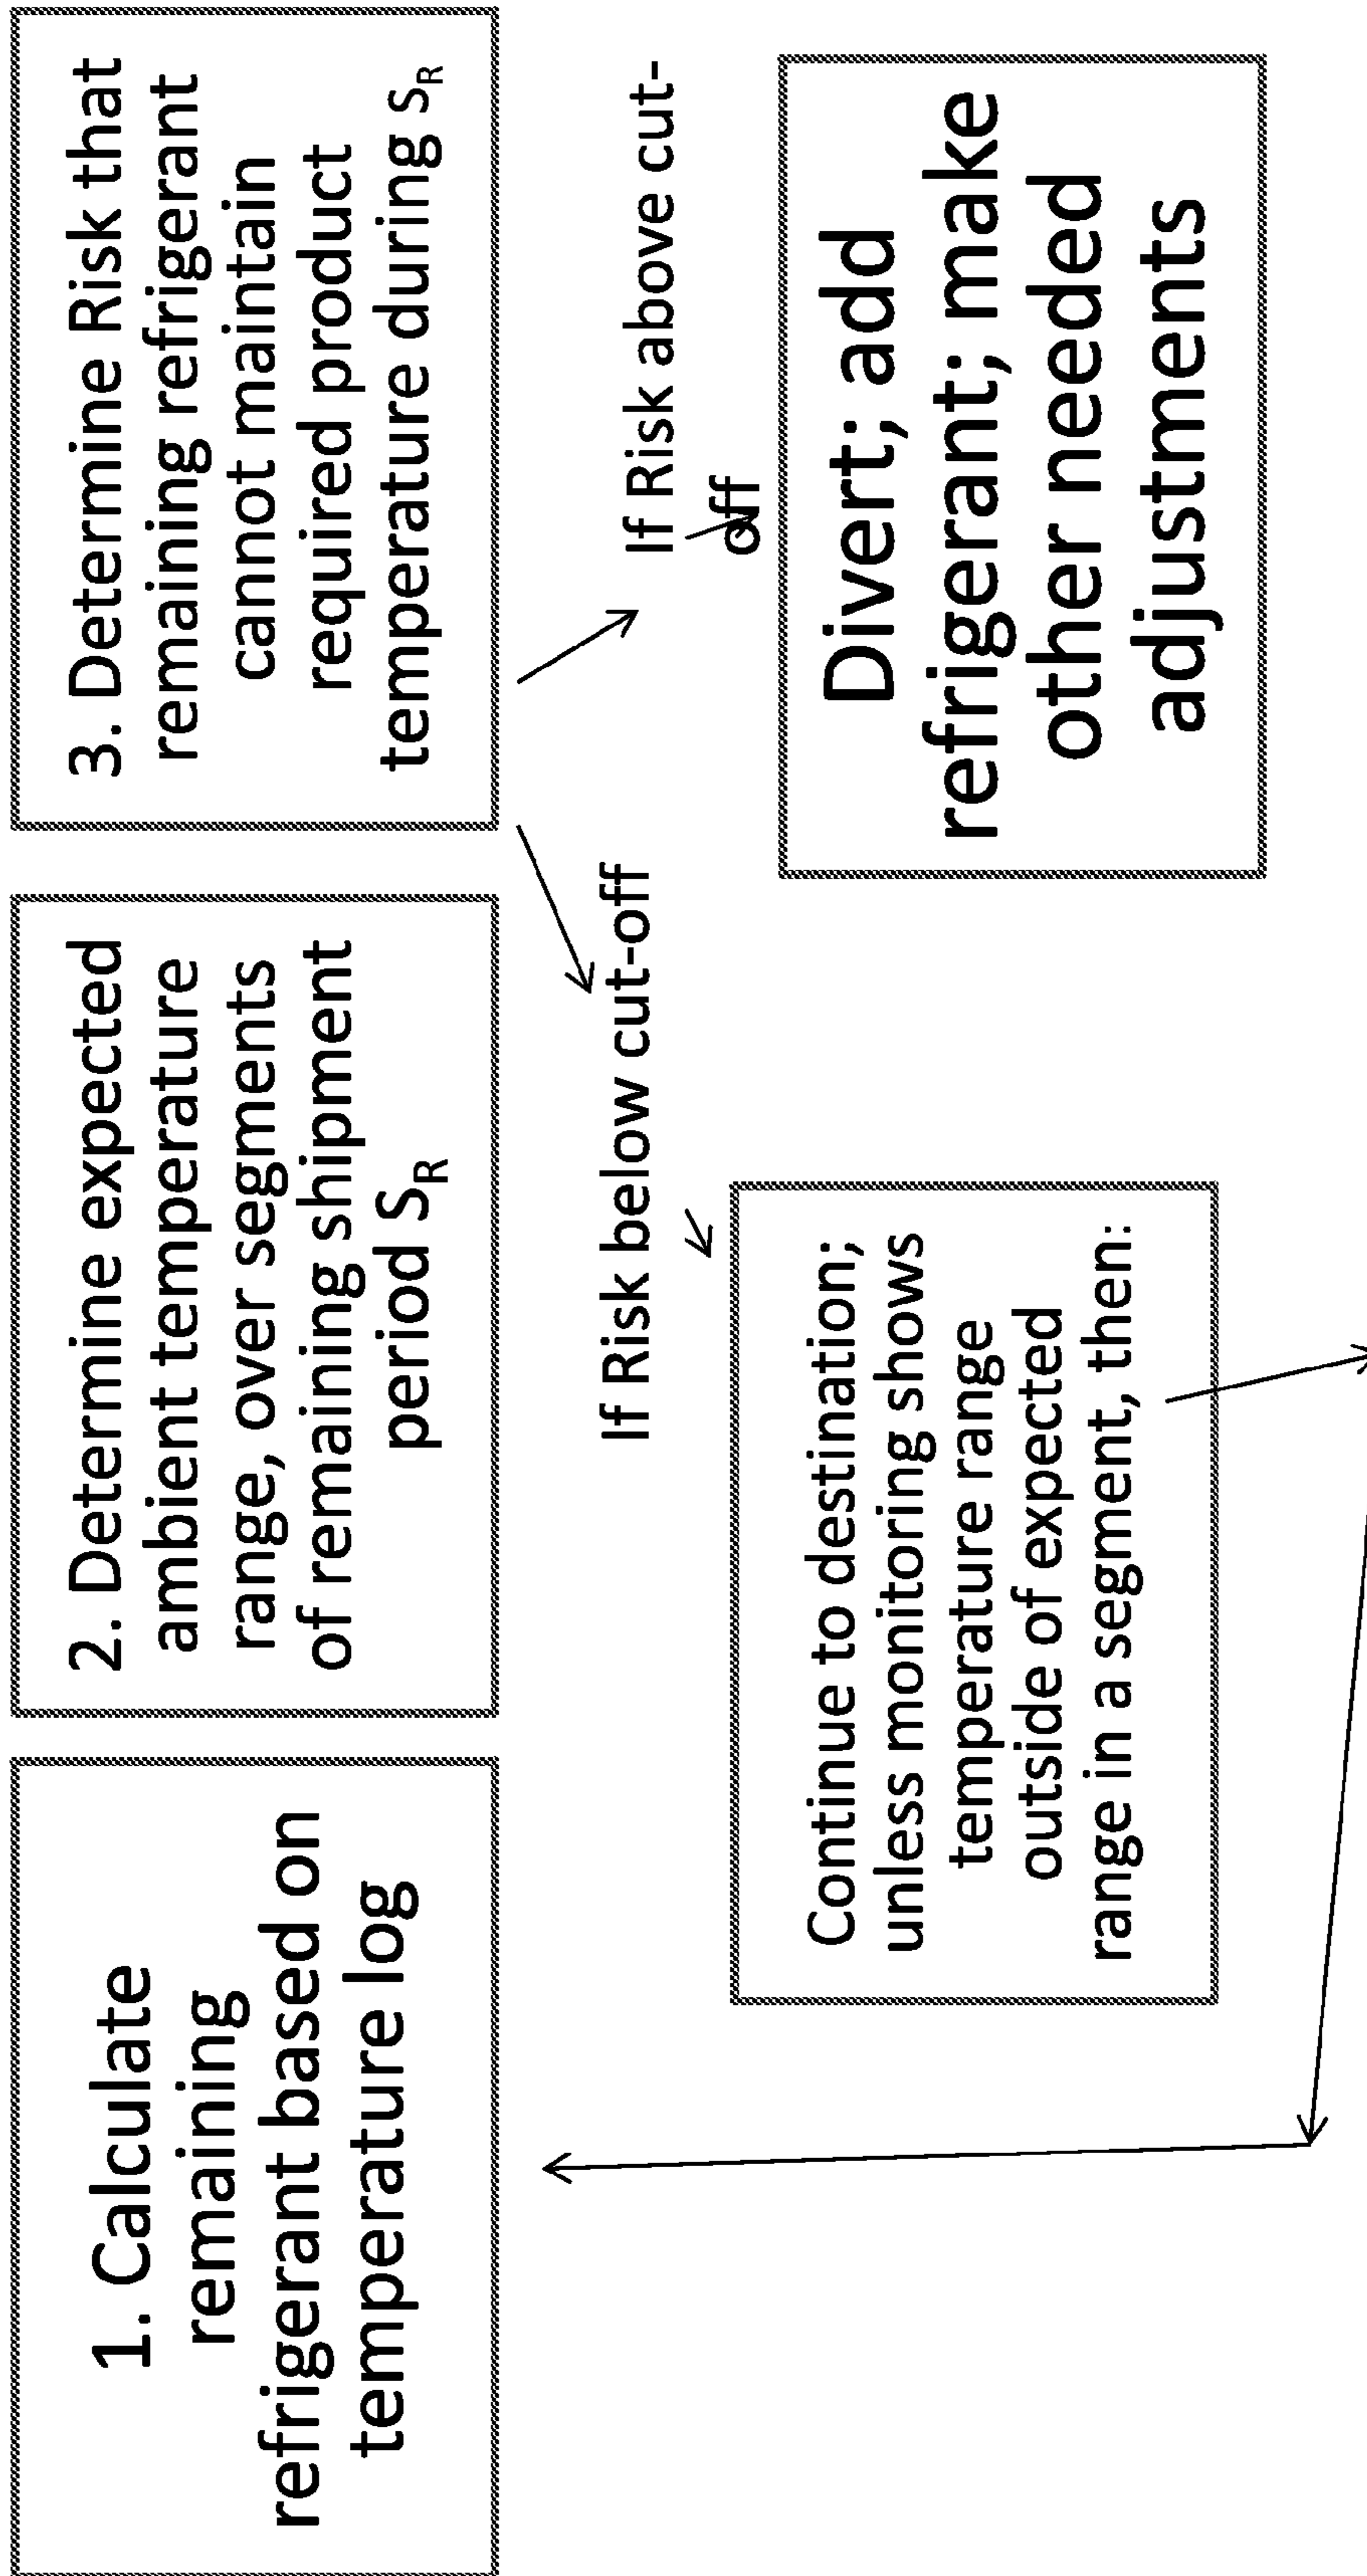 1. Calculate
remaining
refrigerant based on
temperature log
2. Determine expected
ambient temperature
range, over segments
of remaining shipment
period SR
3. Determine Risk that
remaining refrigerant
cannot maintain
required product
temperature during SR
If Risk below cut-off
If Risk above cut-
off
Continue to destination;
unless monitoring shows
temperature range
outside of expected
range in a segment, then:
Divert; add
refrigerant; make
other needed
adjustments